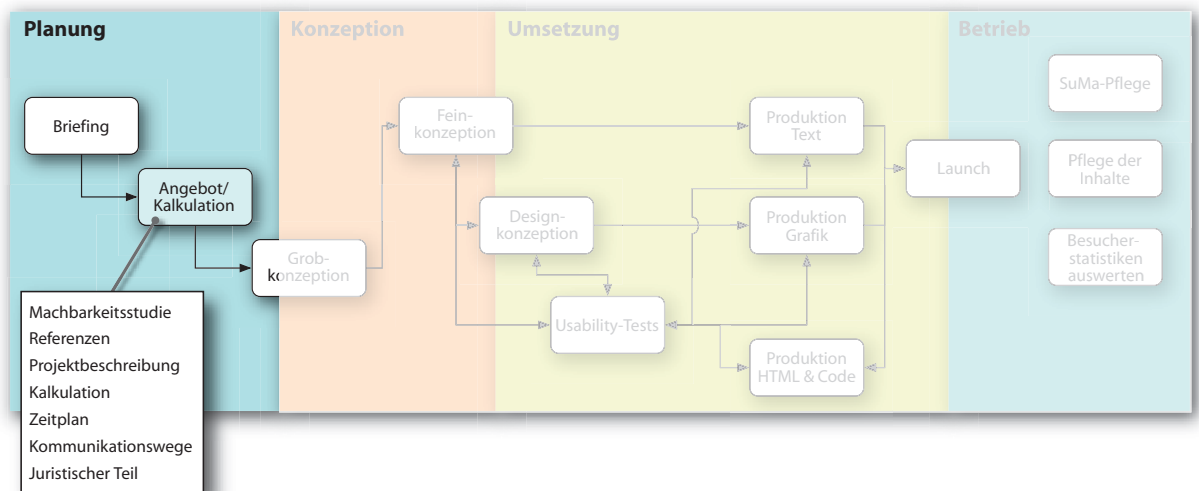 Planung
Konzeption
Umsetzung
Betrieb
Briefing
Angebot/
Kalkulation
Grob-
konzeption
Fein-
konzeption
Design-
konzeption
Usability-Tests
Produktion
Text
Produktion
Grafik
Produktion
HTML & Code
Launch
SuMa-Pflege
Pflege der
Inhalte
Besucher-
statistiken
auswerten
Machbarkeitsstudie
Referenzen
Projektbeschreibung
Kalkulation
Zeitplan
Kommunikationswege
Juristischer Teil